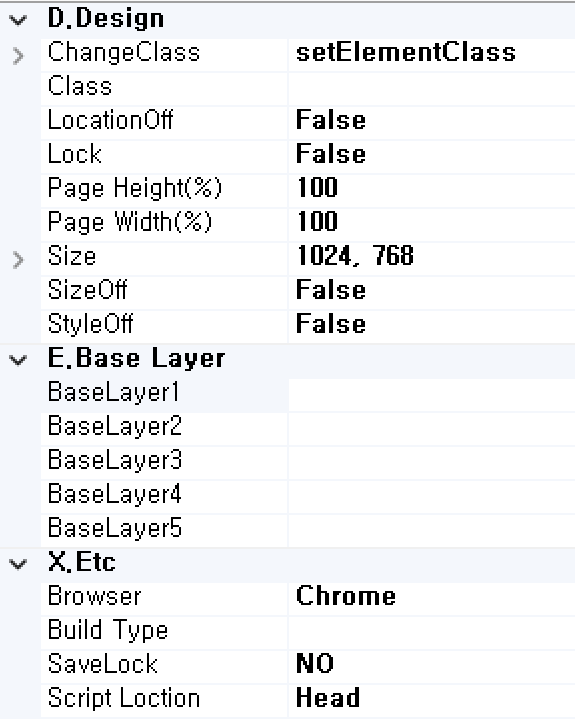 D.Design
ChangeClass setElementClass
Class
LocationOff False
Lock False
Page Height(%) 100
Page Width(%) 100
Size 1024, 768
SizeOff False
StyleOff False
E.Base Layer
BaseLayer1
BaseLayer2
BaseLayer3
BaseLayer4
BaseLayer5
X.Etc
Browser Chrome
Build Type
SaveLock NO
Script Loction Head